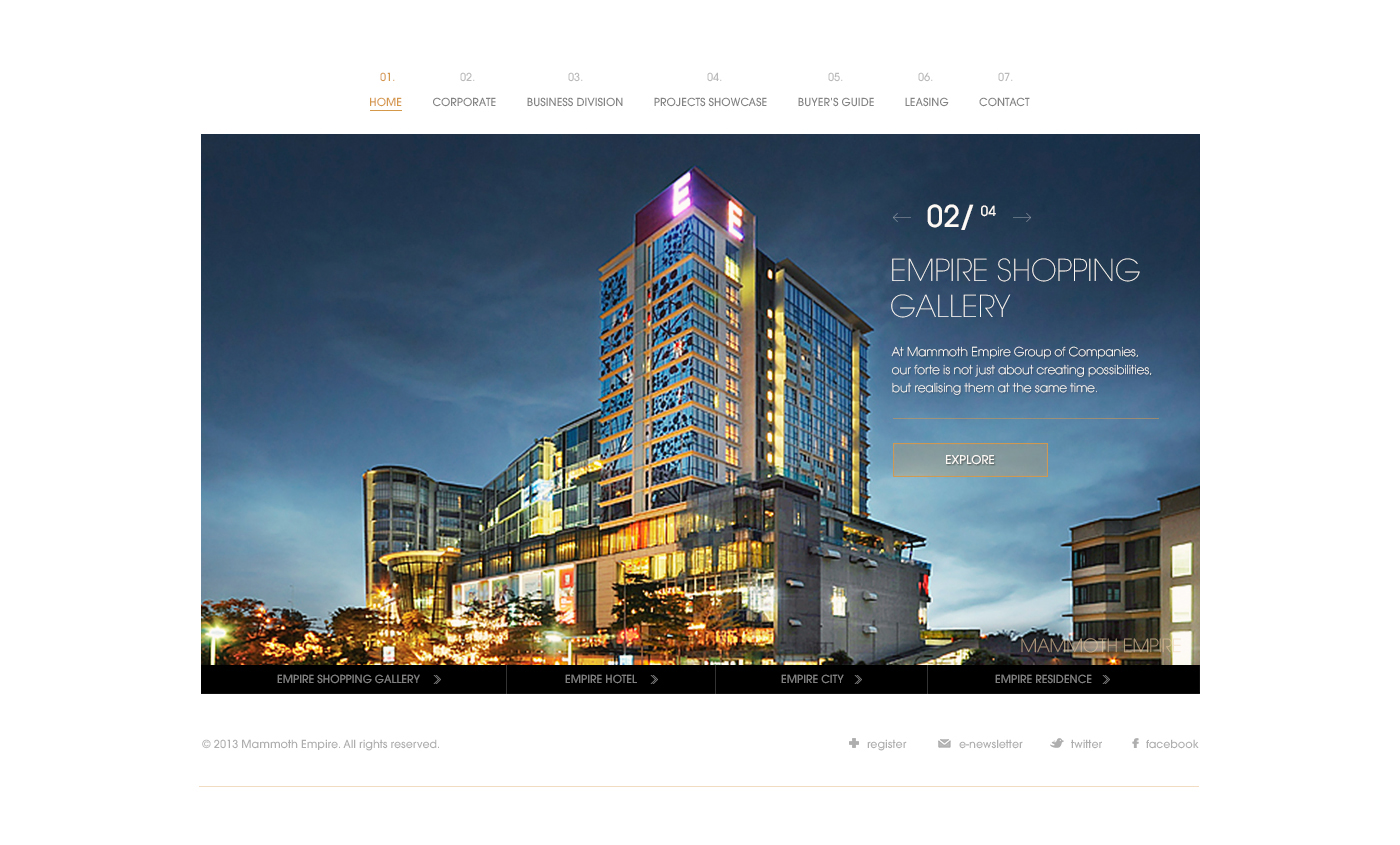 01. 02. 03. 04. 05. 06. 07.
HOME CORPORATE BUSINESS DIVISION PROJECTS SHOWCASE BUYER'S GUIDE LEASING CONTACT
E E
02/ 04
EMPIRE SHOPPING
GALLERY
At Mammoth Empire Group of Companies,
our forte is not just about creating possibilities,
but realising them at the same time.
EXPLORE
MAMMOTH EMPIRE
EMPIRE SHOPPING GALLERY EMPIRE HOTEL EMPIRE CITY EMPIRE RESIDENCE
© 2013 Mammoth Empire. All rights reserved. register e-newsletter twitter facebook